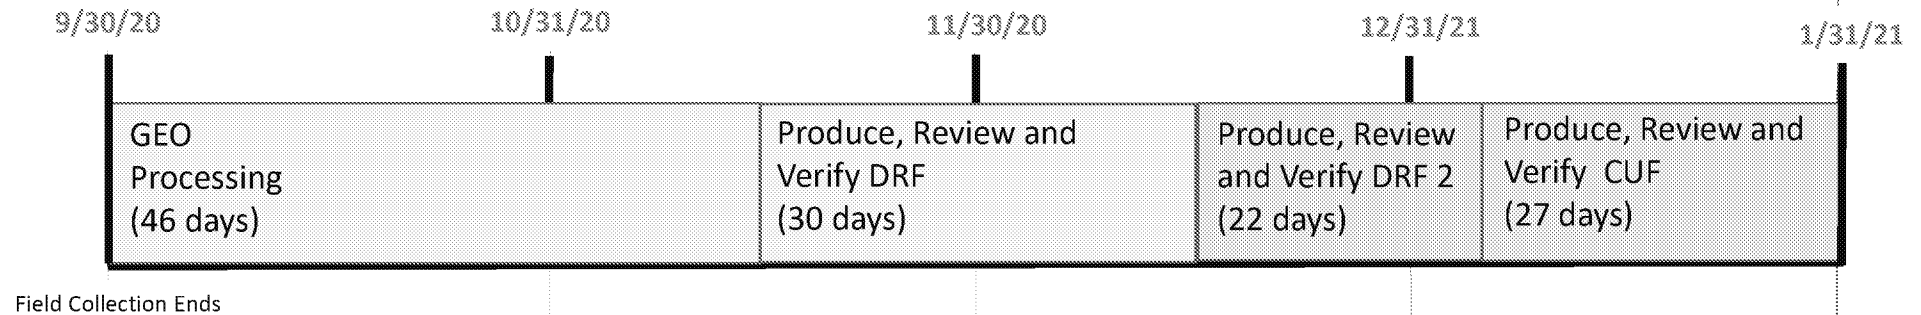 9/30/20
10/31/20
11/30/20
12/31/21
1/31/21
GEO
Processing
(46 days)
Produce, Review and
Verify DRF
(30 days)
Produce, Review
and Verify DRF 2
(22 days)
Produce, Review and
Verify CUF
(27 days)
Field Collection Ends